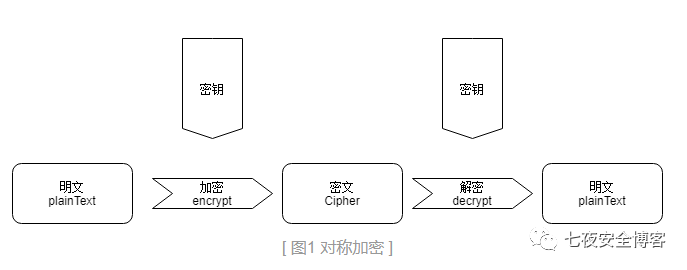 密钥
密钥
明文
plainText
加密
encrypt
密文
Cipher
解密
decrypt
明文
plainText
[ 图1 对称加密 ]
七夜安全博客